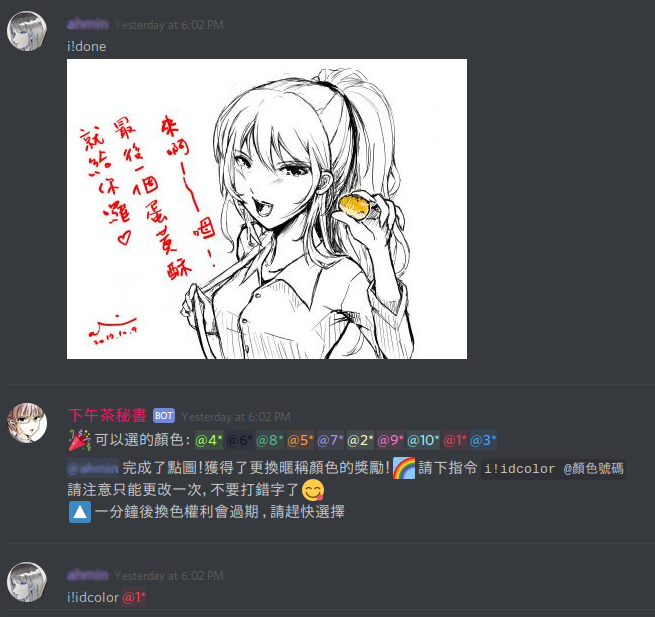 ahmin Yesterday at 6:02 PM
i!done
來啊——嗯！
最後一個蛋黃酥
就給你囉♡
2019.10.9
下午茶秘書 BOT Yesterday at 6:02 PM
可以選的顏色: @4* @6* @8* @5* @7* @2* @9* @10* @1* @3*
@ahmin 完成了點圖!獲得了更換暱稱顏色的獎勵! 請下指令 i!idcolor @顏色號碼
請注意只能更改一次, 不要打錯字了
一分鐘後換色權利會過期 , 請趕快選擇
ahmin Yesterday at 6:02 PM
i!idcolor @1*